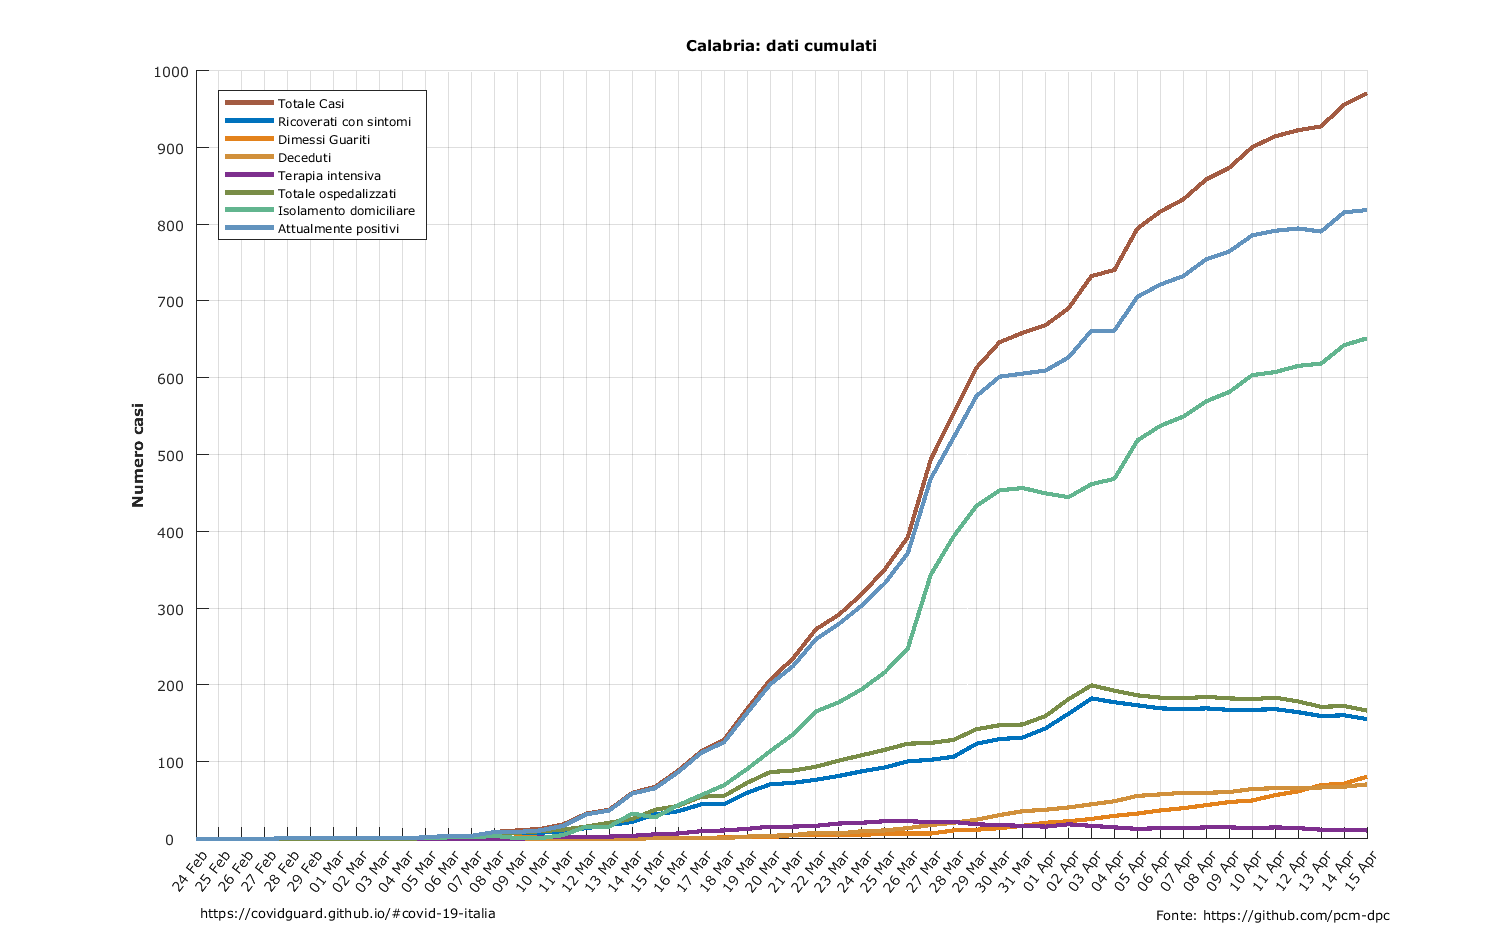 Calabria: dati cumulati
Numero casi
1000
900
800
700
600
500
400
300
200
100
0
Totale Casi
Ricoverati con sintomi
Dimessi Guariti
Deceduti
Terapia intensiva
Totale ospedalizzati
Isolamento domiciliare
Attualmente positivi
24 Feb
25 Feb
26 Feb
27 Feb
28 Feb
29 Feb
01 Mar
02 Mar
03 Mar
04 Mar
05 Mar
06 Mar
07 Mar
08 Mar
09 Mar
10 Mar
11 Mar
12 Mar
13 Mar
14 Mar
15 Mar
16 Mar
17 Mar
18 Mar
19 Mar
20 Mar
21 Mar
22 Mar
23 Mar
24 Mar
25 Mar
26 Mar
27 Mar
28 Mar
29 Mar
30 Mar
31 Mar
01 Apr
02 Apr
03 Apr
04 Apr
05 Apr
06 Apr
07 Apr
08 Apr
09 Apr
10 Apr
11 Apr
12 Apr
13 Apr
14 Apr
15 Apr
https://covidguard.github.io/#covid-19-italia
Fonte: https://github.com/pcm-dpc